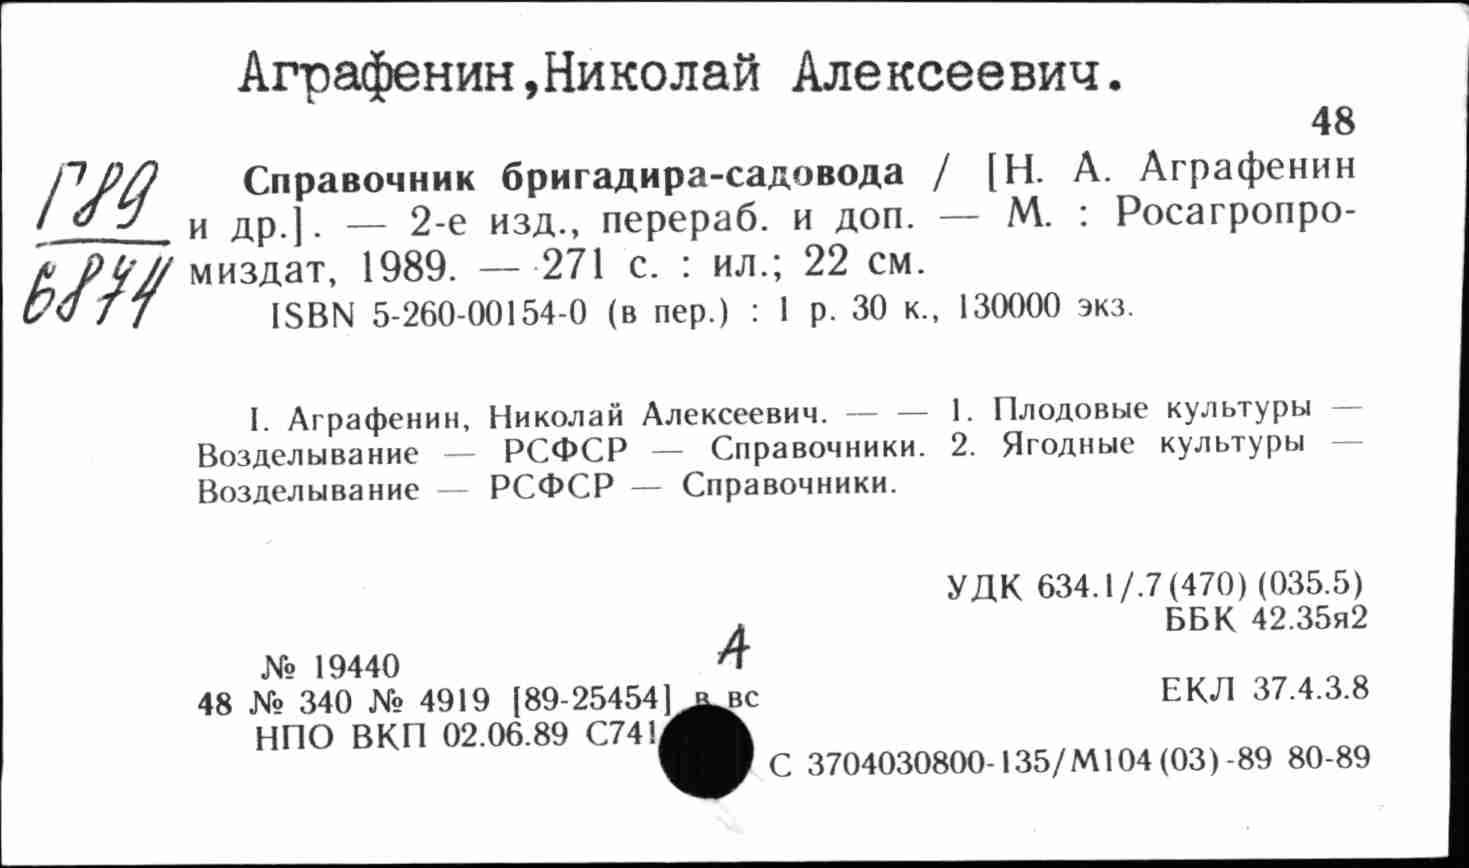 Аграфенин,Николай Алексеевич.
48
Г89
6874
Справочник бригадира-садовода / [Н. А. Аграфенин
и др.]. — 2-е изд., перераб. и доп. — М. : Росагропро-
миздат, 1989. — 271 с. : ил.; 22 см.
ISBN 5-260-00154-0 (в пер.) : 1 р. 30 к., 130000 экз.
I. Аграфенин, Николай Алексеевич. — — 1. Плодовые культуры —
Возделывание — РСФСР — Справочники. 2. Ягодные культуры —
Возделывание — РСФСР — Справочники.
УДК 634.1/.7(470)(035.5)
ББК 42.35я2
А
№ 19440
48 № 340 № 4919 [89-25454] в вс
ЕКЛ 37.4.3.8
НПО ВКП 02.06.89 С741
С 3704030800-135/М104(03)-89 80-89